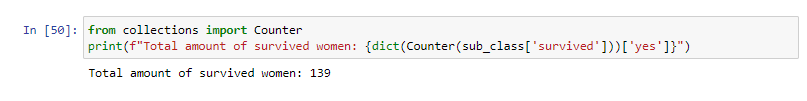 In [50]: from collections import Counter
print(f"Total amount of survived women: {dict(Counter(sub_class['survived']))['yes']}")
Total amount of survived women: 139